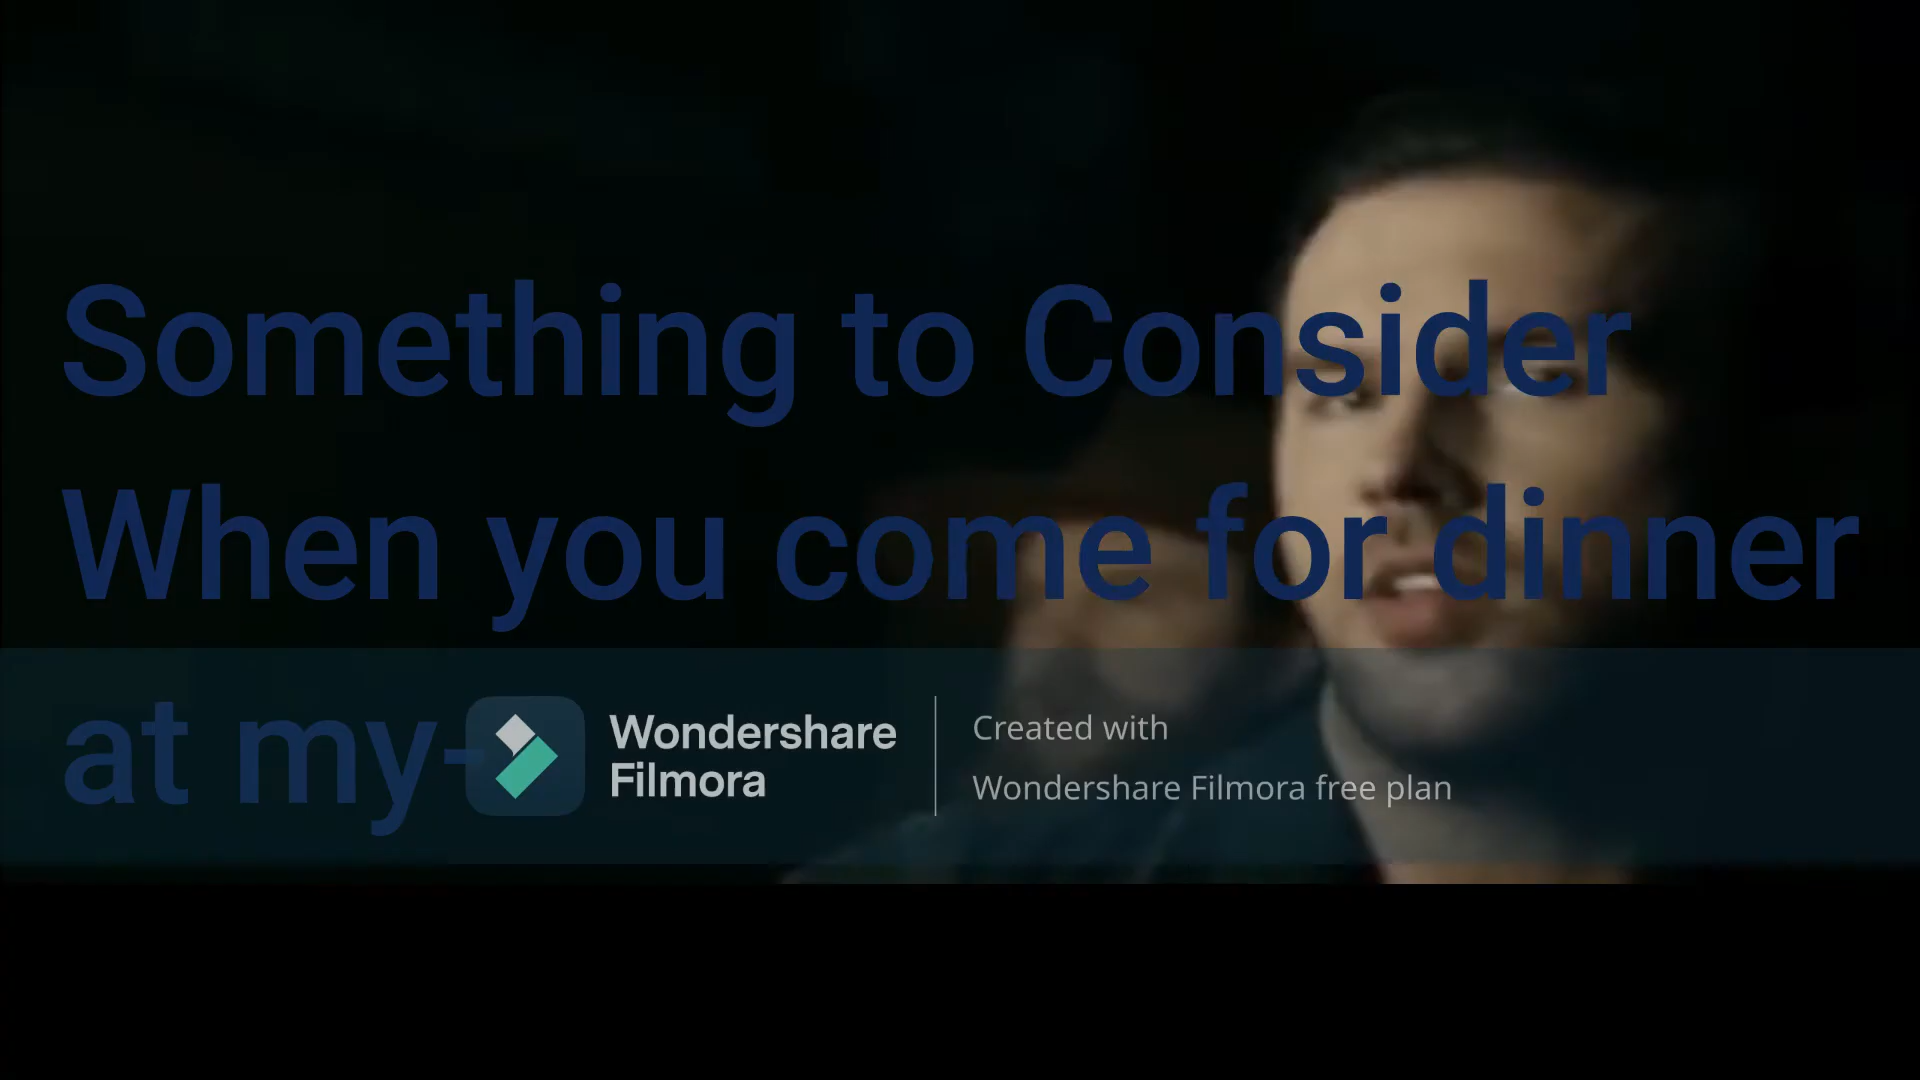 Something to Consider
When you come for dinner
at my-
Wondershare
Filmora
Created with
Wondershare Filmora free plan